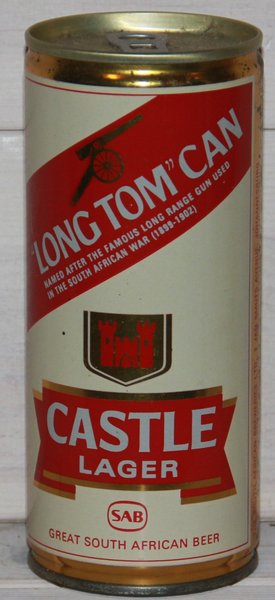 "LONG TOM" CAN
NAMED AFTER THE FAMOUS LONG RANGE GUN USED
IN THE SOUTH AFRICAN WAR (1899-1902)
CASTLE
LAGER
SAB
GREAT SOUTH AFRICAN BEER